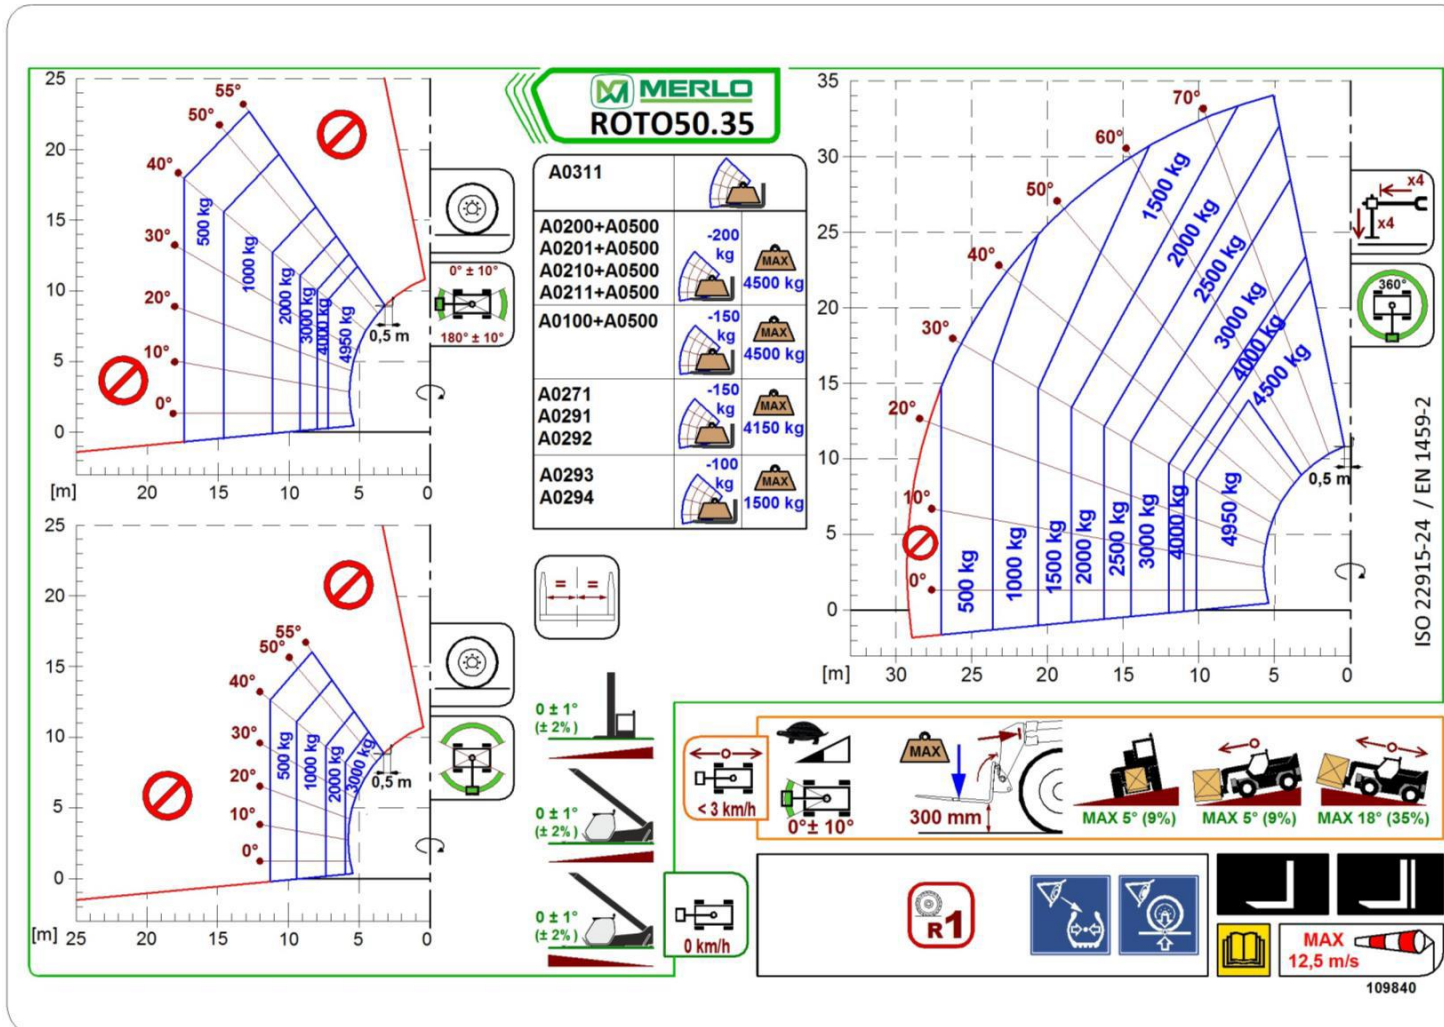 MERLO
ROTO50.35
25
20
15
10
5
0
[m]
20
15
10
5
0
55°
50°
40°
30°
20°
10°
0°
500 kg
1000 kg
2000 kg
3000 kg
4000 kg
4950 kg
0,5 m
0° ± 10°
180° ± 10°
A0311
A0200+A0500
A0201+A0500
A0210+A0500
A0211+A0500
-200
kg
MAX
4500 kg
A0100+A0500
-150
kg
MAX
4500 kg
A0271
A0291
A0292
-150
kg
MAX
4150 kg
A0293
A0294
-100
kg
MAX
1500 kg
35
30
25
20
15
10
5
0
[m]
30
25
20
15
10
5
0
70°
60°
50°
40°
30°
20°
10°
0°
1500 kg
2000 kg
2500 kg
3000 kg
4000 kg
4500 kg
500 kg
1000 kg
1500 kg
2000 kg
2500 kg
3000 kg
4000 kg
4950 kg
0,5 m
x4
x4
360°
ISO 22915-24 / EN 1459-2
25
20
15
10
5
0
[m]
25
20
15
10
5
0
55°
50°
40°
30°
20°
10°
0°
500 kg
1000 kg
2000 kg
3000 kg
0,5 m
= =
0 ± 1°
(± 2%)
0 ± 1°
(± 2%)
0 ± 1°
(± 2%)
< 3 km/h
0°± 10°
MAX
300 mm
MAX 5° (9%)
MAX 5° (9%)
MAX 18° (35%)
0 km/h
R1
MAX
12,5 m/s
109840